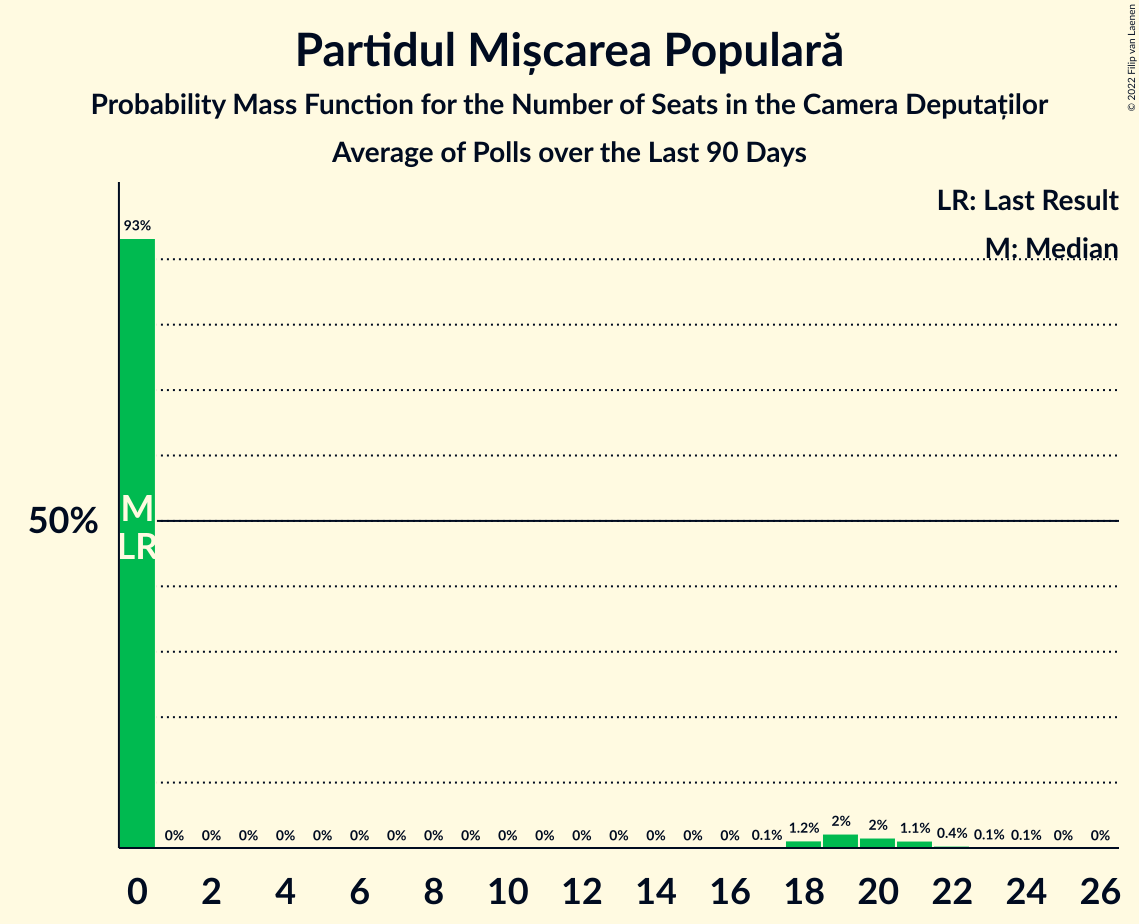 © 2022 Filip van Laenen
Partidul Mișcarea Populară
Probability Mass Function for the Number of Seats in the Camera Deputaților
Average of Polls over the Last 90 Days
LR: Last Result
M: Median
93%
50%
M
LR
0% 0% 0% 0% 0% 0% 0% 0% 0% 0% 0% 0% 0% 0% 0% 0% 0.1% 1.2% 2% 2% 1.1% 0.4% 0.1% 0.1% 0% 0%
0 2 4 6 8 10 12 14 16 18 20 22 24 26